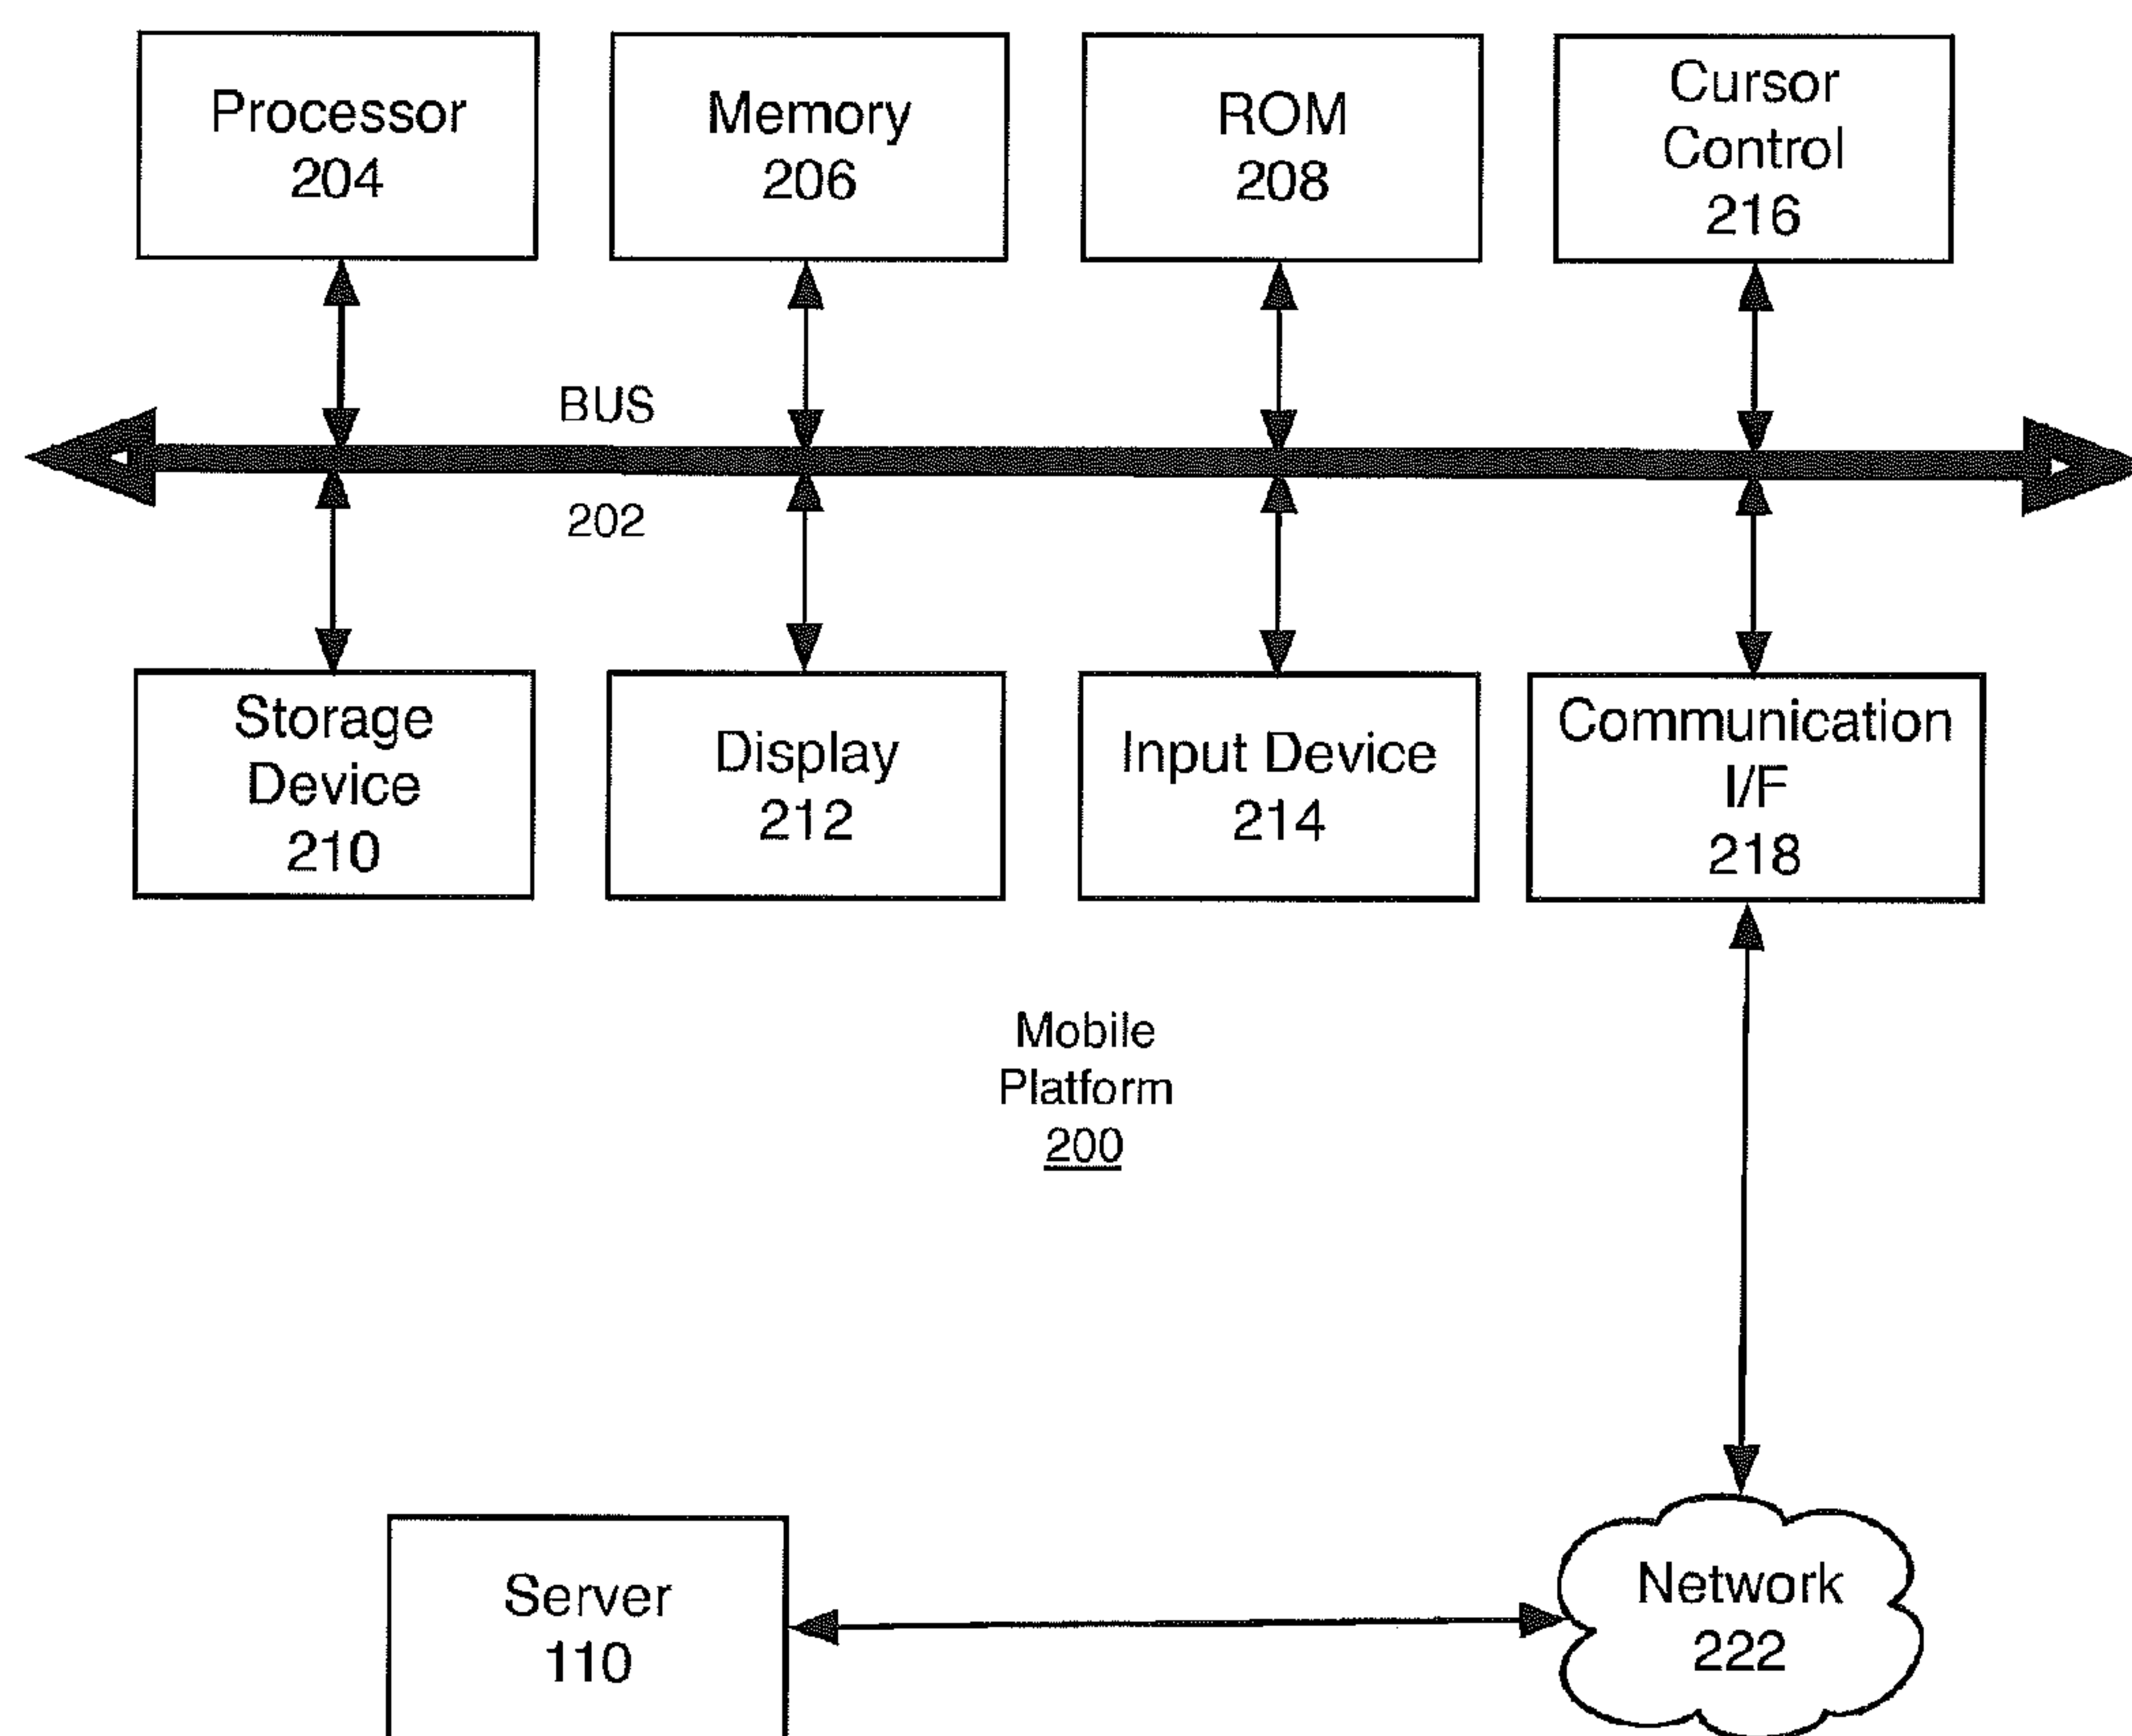 Processor
204
Memory
206
ROM
208
Cursor
Control
216
BUS
202
Storage
Device
210
Display
212
Input Device
214
Communication
I/F
218
Mobile
Platform
200
Server
110
Network
222